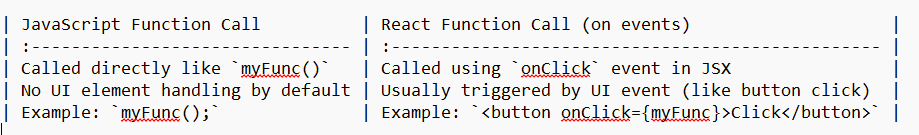 | JavaScript Function Call | React Function Call (on events) |
| :-------------------------------- | :------------------------------------------------- |
| Called directly like `myFunc()` | Called using `onClick` event in JSX |
| No UI element handling by default | Usually triggered by UI event (like button click) |
| Example: `myFunc();` | Example: `<button onClick={myFunc}>Click</button>` |